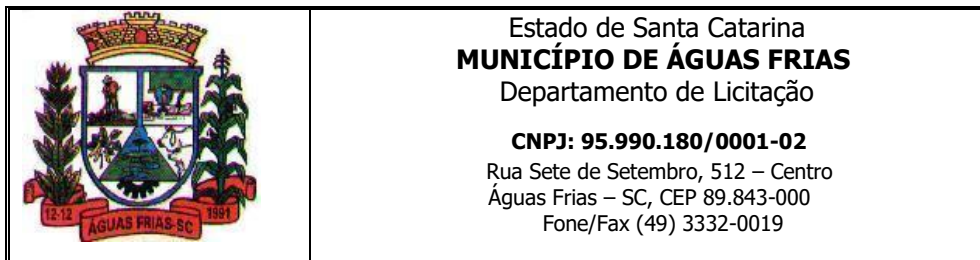 12-12
ÁGUAS FRIAS-SC
1991
Estado de Santa Catarina
MUNICÍPIO DE ÁGUAS FRIAS
Departamento de Licitação
CNPJ: 95.990.180/0001-02
Rua Sete de Setembro, 512 – Centro
Águas Frias – SC, CEP 89.843-000
Fone/Fax (49) 3332-0019